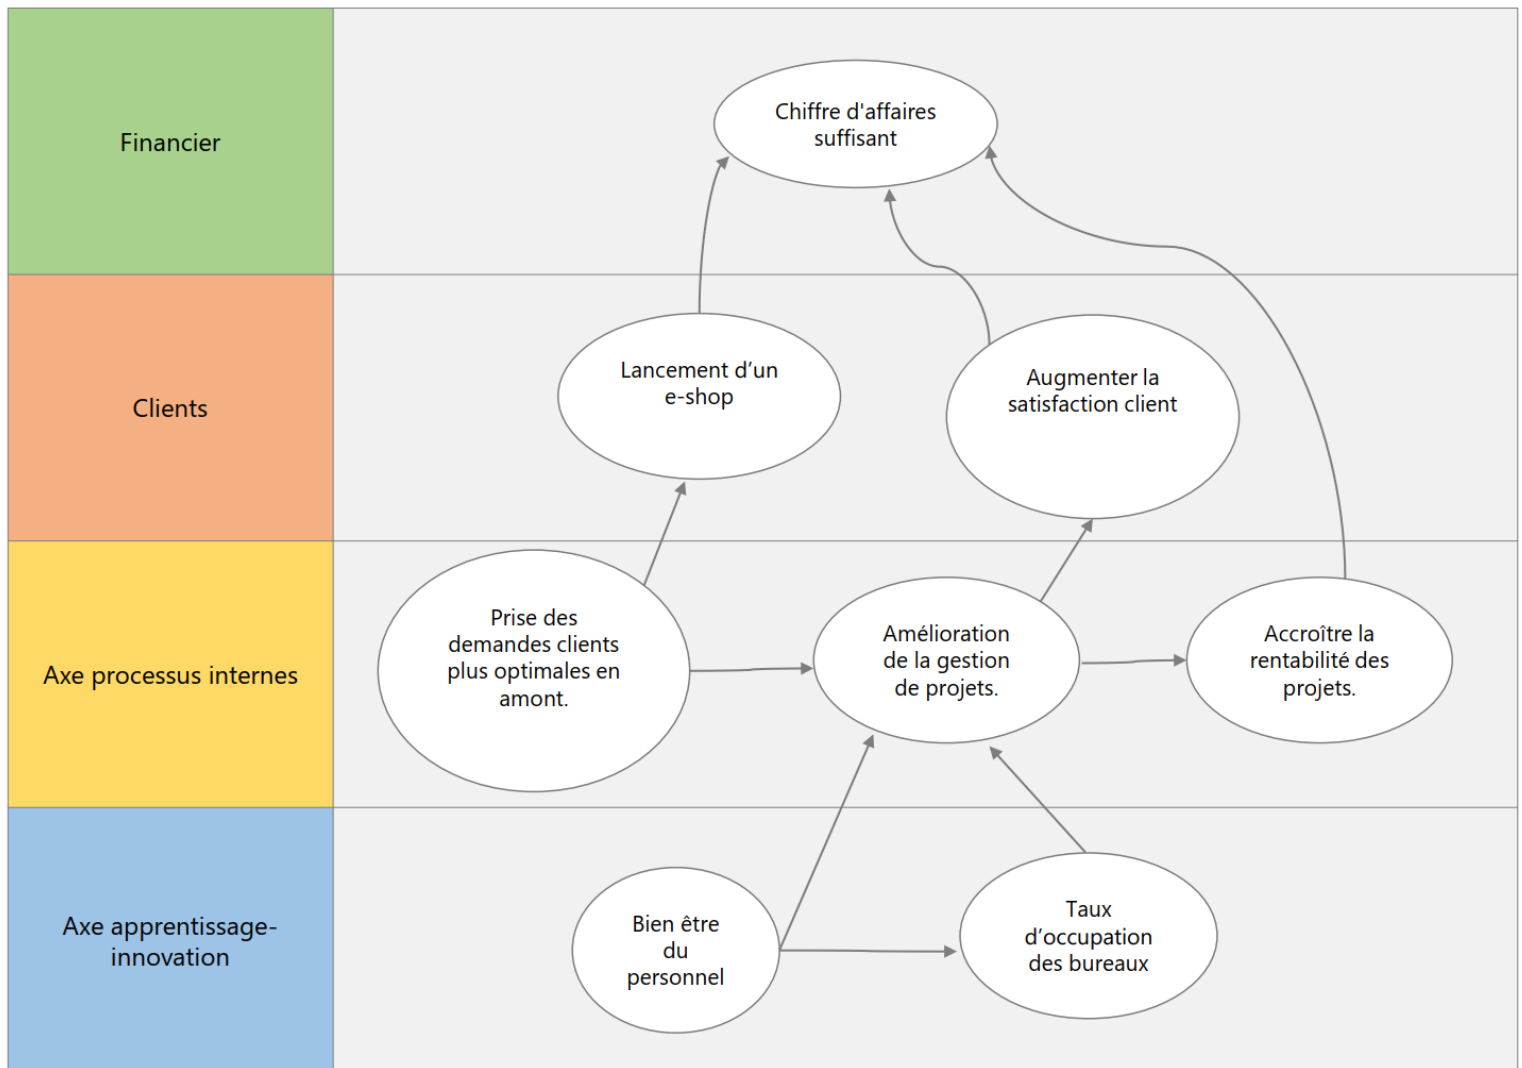 Financier
Chiffre d'affaires
suffisant
Clients
Lancement d’un
e-shop
Augmenter la
satisfaction client
Axe processus internes
Prise des
demandes clients
plus optimales en
amont.
Amélioration
de la gestion
de projets.
Accroître la
rentabilité des
projets.
Axe apprentissage-
innovation
Bien être
du
personnel
Taux
d’occupation
des bureaux